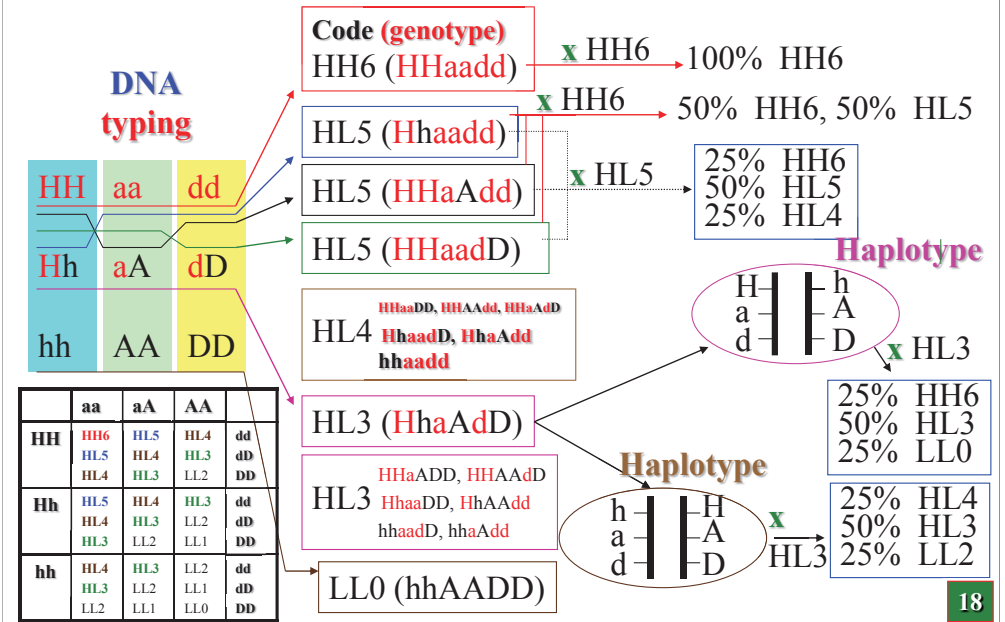 DNA
typing
HH aa dd
Hh aA dD
hh AA DD
Code (genotype)
HH6 (HHaadd)
x HH6
100% HH6
HL5 (Hhaadd)
x HH6
50% HH6, 50% HL5
HL5 (HHaAdd)
HL5 (HHaadD)
x HL5
25% HH6
50% HL5
25% HL4
HL4
HHaaDD, HHAAdd, HHaAdD
HhaadD, HhaAdd
hhaadd
HL3 (HhaAdD)
Haplotype
H h
a A
d D
x HL3
25% HH6
50% HL3
25% LL0
HL3
HHaADD, HHAAdD
HhaaDD, HhAAdd
hhaadD, hhaAdd
Haplotype
h H
a A
d D
x
HL3
25% HL4
50% HL3
25% LL2
LL0 (hhAADD)
aa aA AA
HH HH6 HL5 HL4 dd
HL5 HL4 HL3 dD
HL4 HL3 LL2 DD
Hh HL5 HL4 HL3 dd
HL4 HL3 LL2 dD
HL3 LL2 LL1 DD
hh HL4 HL3 LL2 dd
HL3 LL2 LL1 dD
LL2 LL1 LL0 DD
18